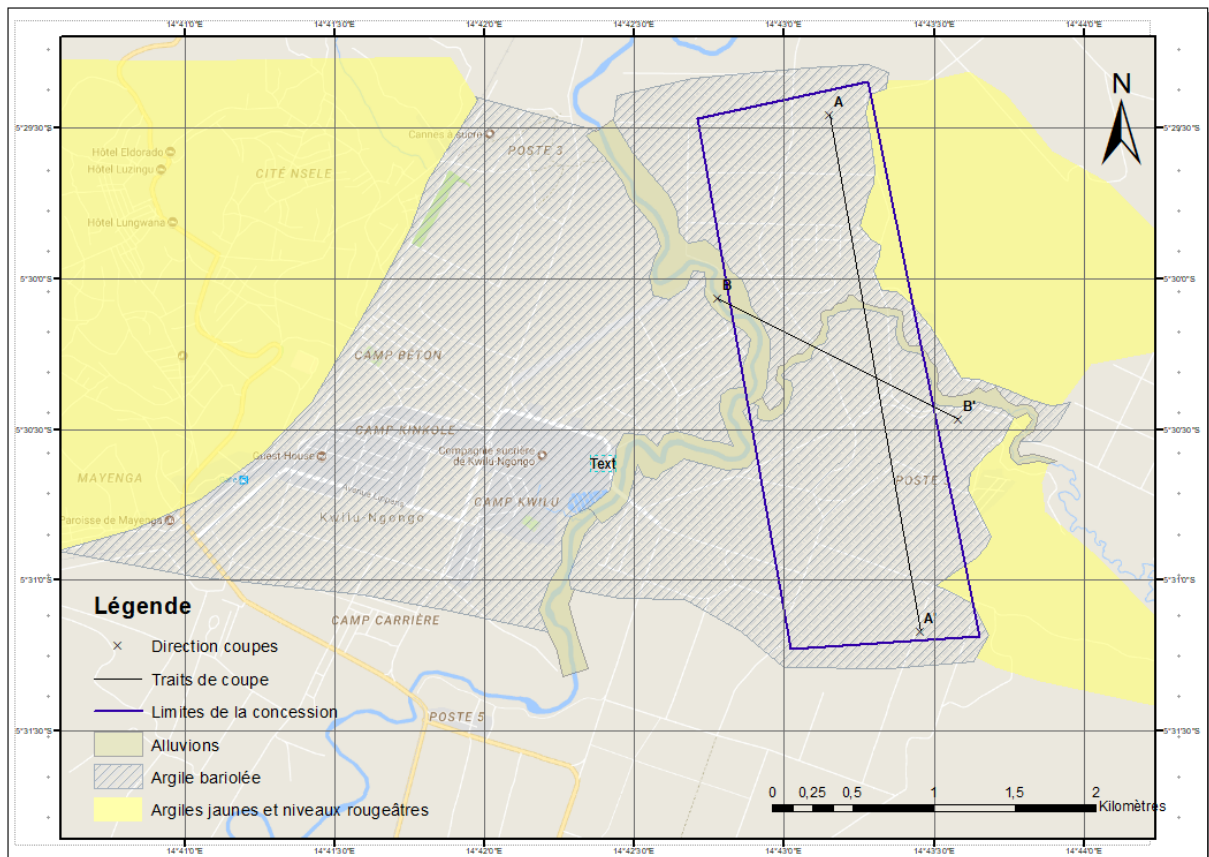 14°41'0"E 14°41'30"E 14°42'0"E 14°42'30"E 14°43'0"E 14°43'30"E 14°44'0"E
N
A
5°29'30"S 5°29'30"S
Cannes à sucre
POSTE 3
Hôtel Eldorado
Hôtel Luzingu
CITÉ NSELE
Hôtel Lungwana
5°30'0"S 5°30'0"S
B
CAMP BÉTON
B'
5°30'30"S CAMP KINKOLE 5°30'30"S
Guest House
Compagnie sucrière
de Kwilu Ngongo
Text
MAYENGA
POSTE
Avenue Lippens
CAMP KWILU
Paroisse de Mayenga
Kwilu-Ngongo
5°31'0"S 5°31'0"S
Légende
CAMP CARRIÈRE
A'
Direction coupes
Traits de coupe
Limites de la concession
POSTE 5
5°31'30"S 5°31'30"S
Alluvions
Argile bariolée
Argiles jaunes et niveaux rougeâtres
0 0,25 0,5 1 1,5 2
Kilomètres
14°41'0"E 14°41'30"E 14°42'0"E 14°42'30"E 14°43'0"E 14°43'30"E 14°44'0"E